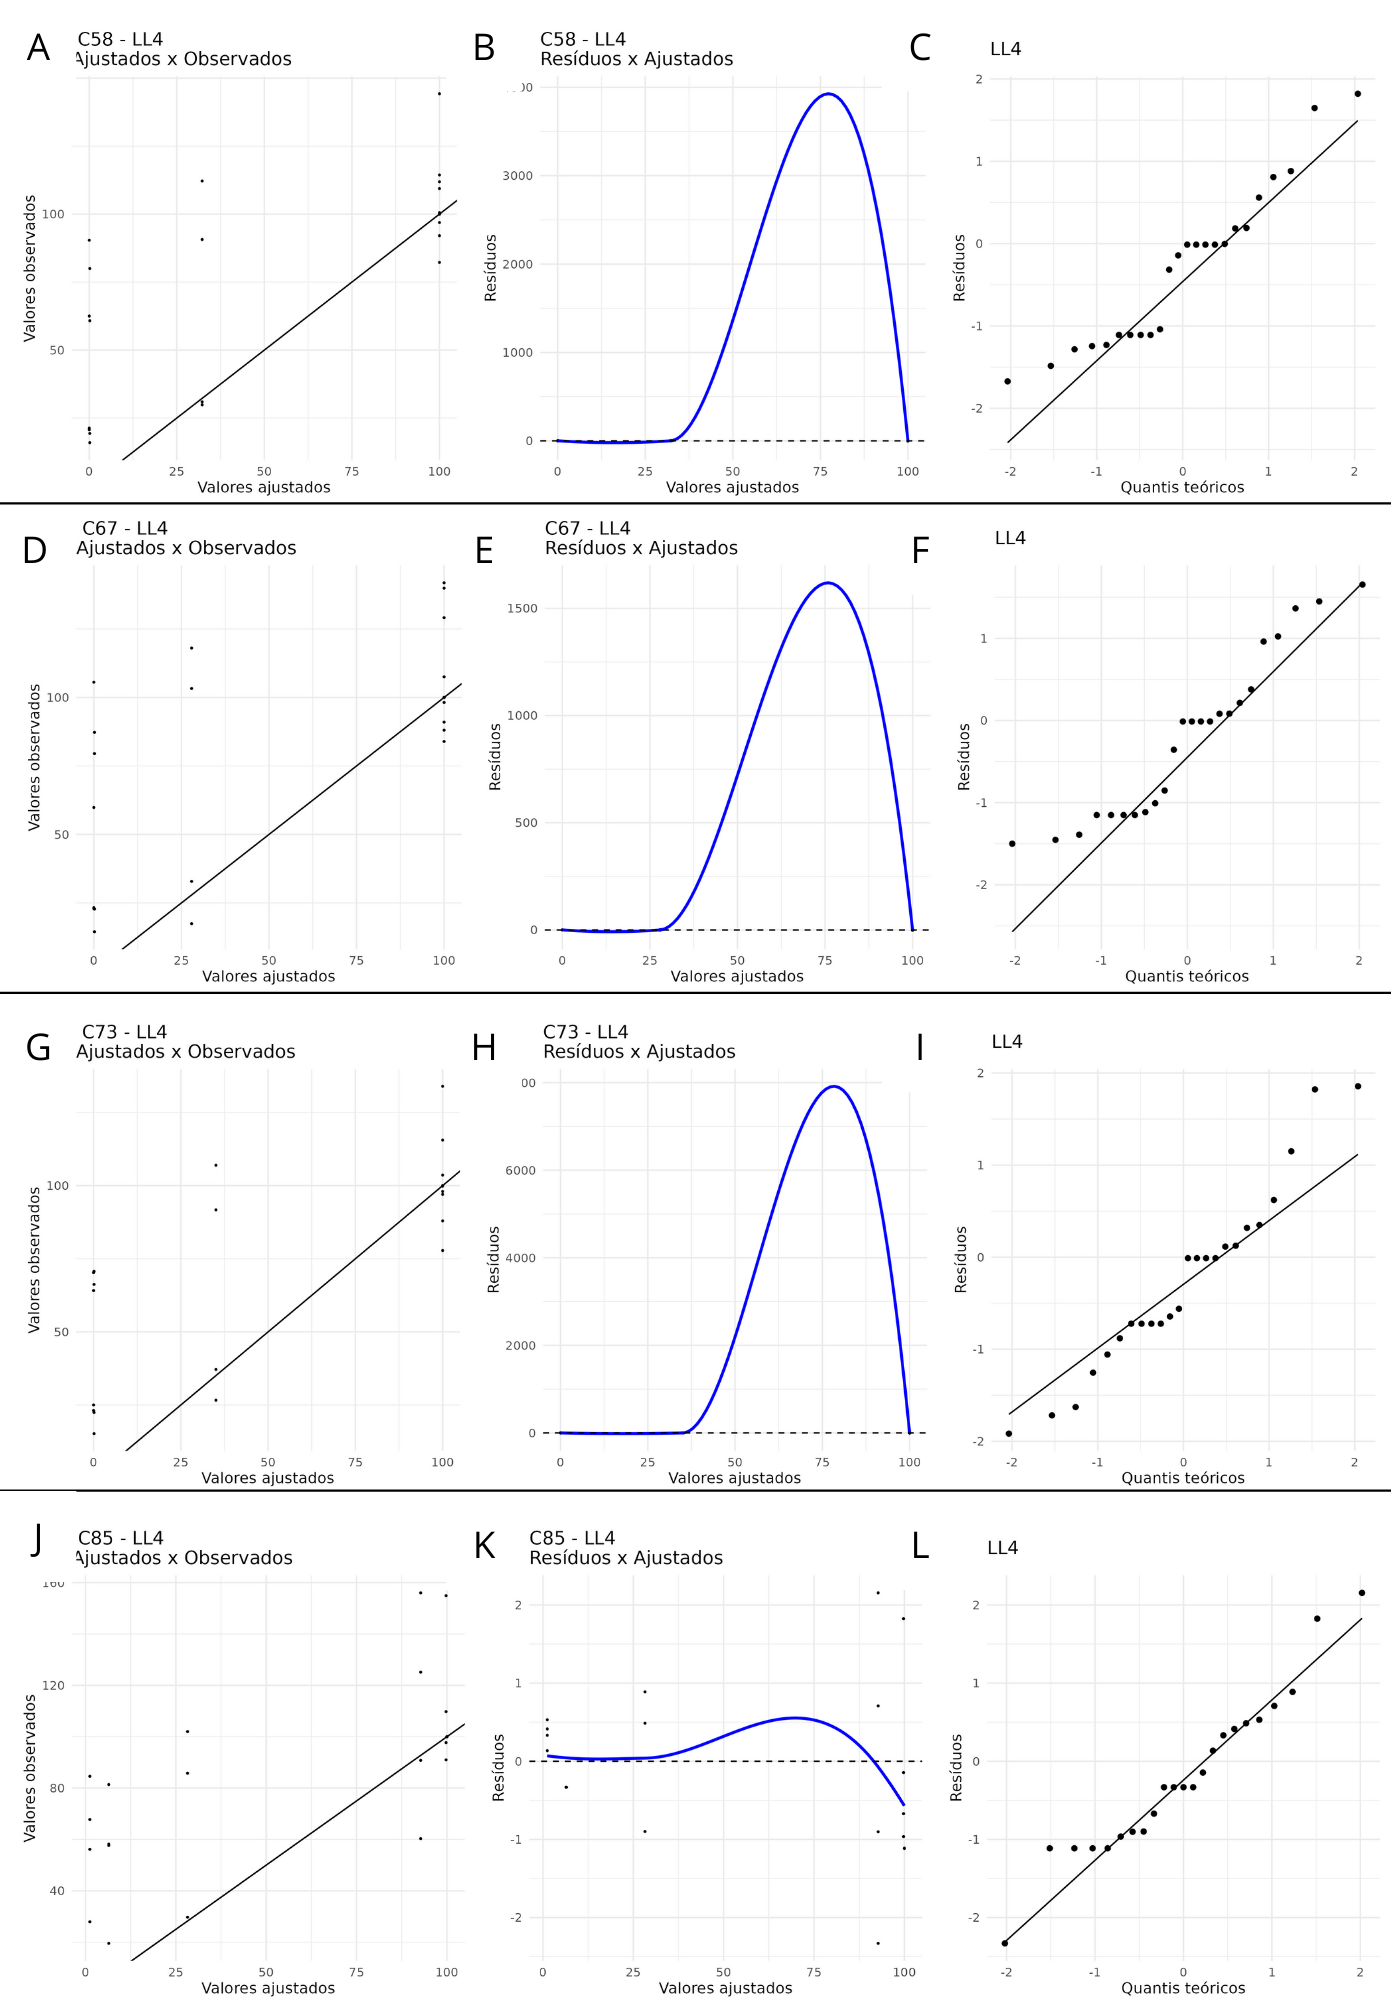 A
C58 - LL4
Ajustados x Observados
Valores observados
100
50
0 25 50 75 100
Valores ajustados
B
C58 - LL4
Resíduos x Ajustados
Resíduos
3000
2000
1000
0
0 25 50 75 100
Valores ajustados
C
LL4
Resíduos
2
1
0
-1
-2
-2 -1 0 1 2
Quantis teóricos
D
C67 - LL4
Ajustados x Observados
Valores observados
100
50
0 25 50 75 100
Valores ajustados
E
C67 - LL4
Resíduos x Ajustados
Resíduos
1500
1000
500
0
0 25 50 75 100
Valores ajustados
F
LL4
Resíduos
1
0
-1
-2
-2 -1 0 1 2
Quantis teóricos
G
C73 - LL4
Ajustados x Observados
Valores observados
100
50
0 25 50 75 100
Valores ajustados
H
C73 - LL4
Resíduos x Ajustados
Resíduos
6000
4000
2000
0
0 25 50 75 100
Valores ajustados
I
LL4
Resíduos
2
1
0
-1
-2
-2 -1 0 1 2
Quantis teóricos
J
C85 - LL4
Ajustados x Observados
Valores observados
160
120
80
40
0 25 50 75 100
Valores ajustados
K
C85 - LL4
Resíduos x Ajustados
Resíduos
2
1
0
-1
-2
0 25 50 75 100
Valores ajustados
L
LL4
Resíduos
2
1
0
-1
-2
-2 -1 0 1 2
Quantis teóricos